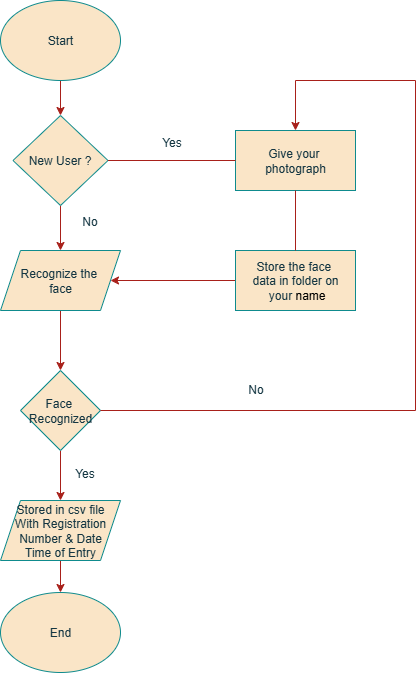 Start
New User ?
Yes
Give your
photograph
No
Recognize the
face
Store the face
data in folder on
your name
Face
Recognized
No
Yes
Stored in csv file
With Registration
Number & Date
Time of Entry
End